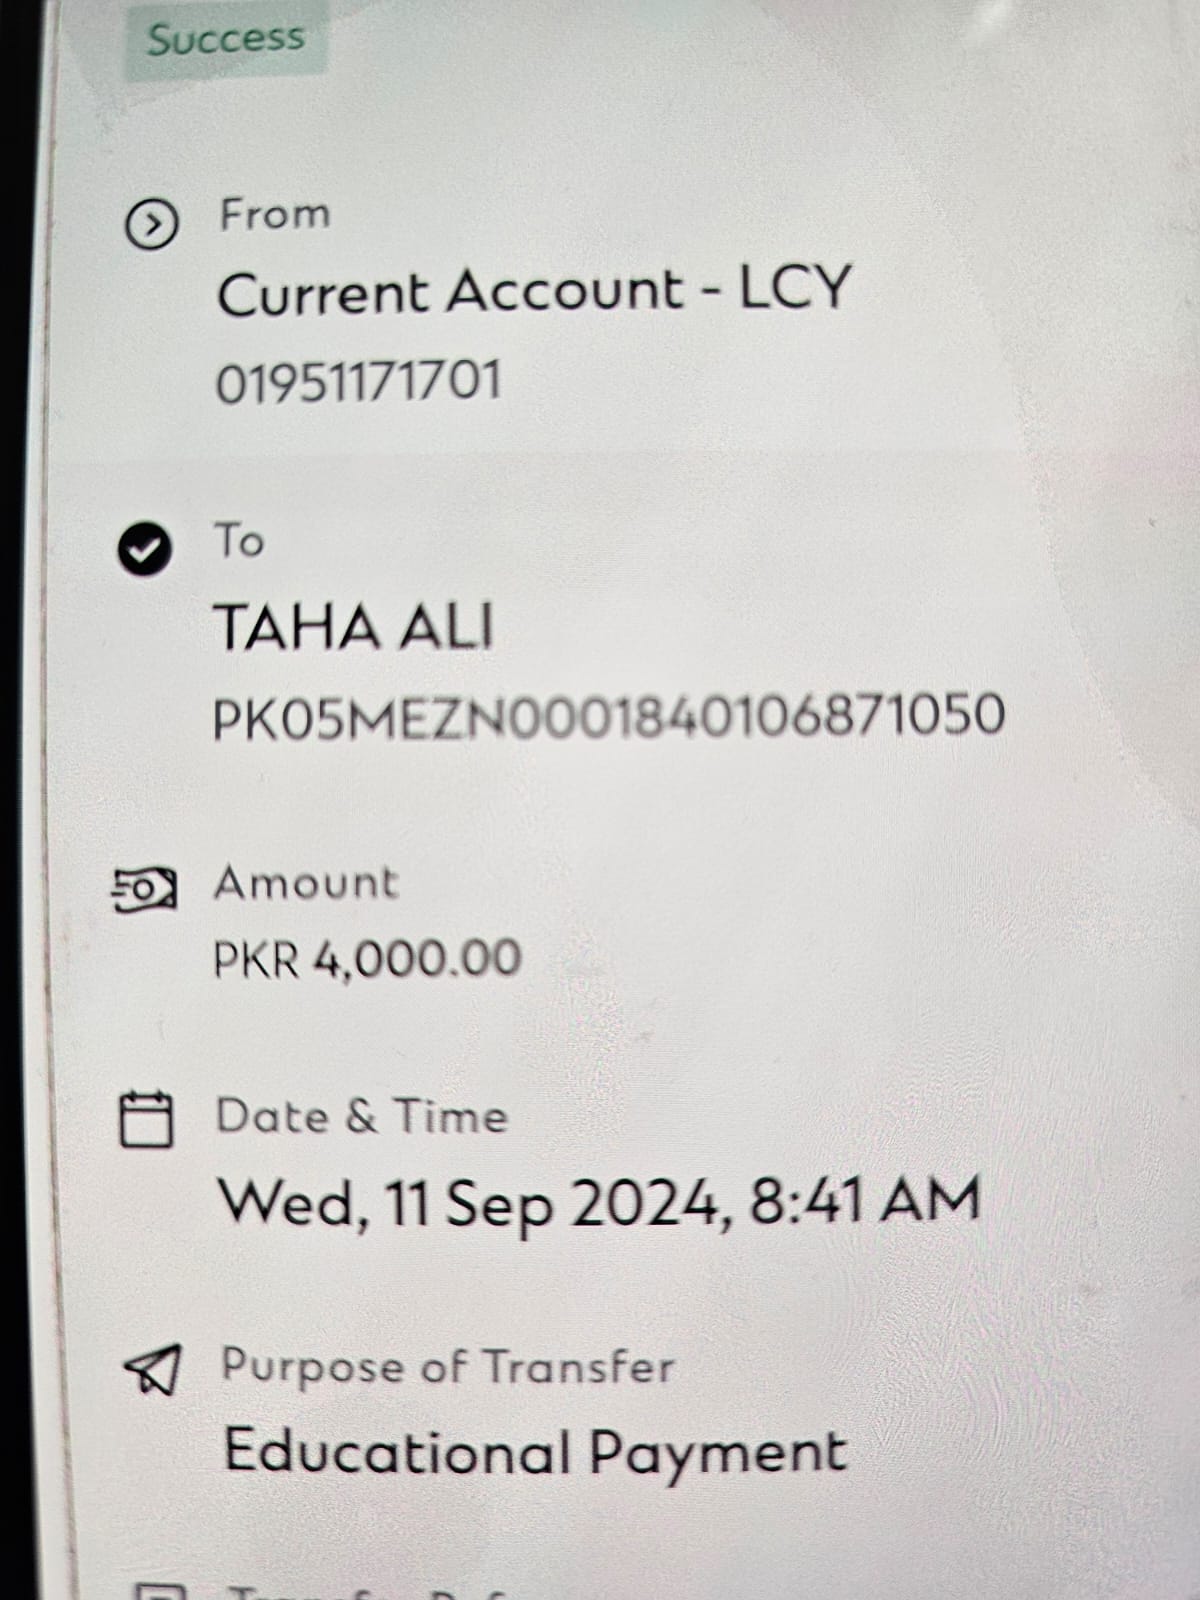 Success
From
Current Account - LCY
01951171701
To
TAHA ALI
PK05MEZN0001840106871050
Amount
PKR 4,000.00
Date & Time
Wed, 11 Sep 2024, 8:41 AM
Purpose of Transfer
Educational Payment